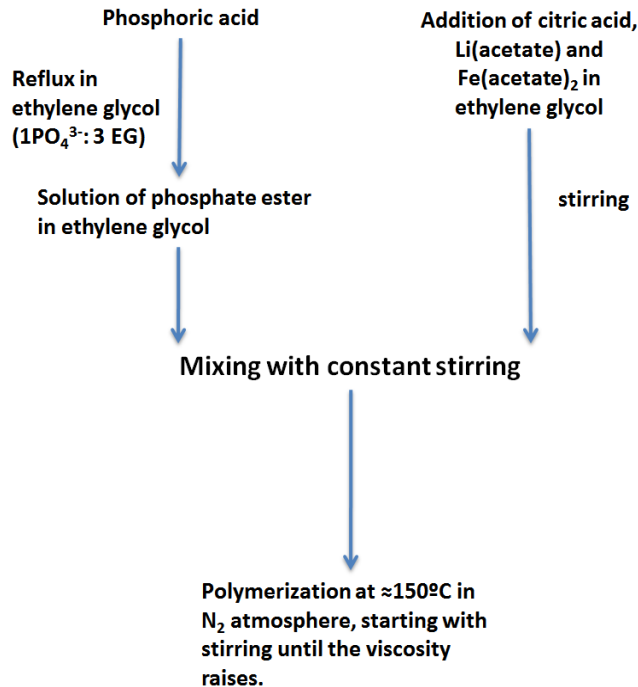 Phosphoric acid
Addition of citric acid,
Li(acetate) and
Fe(acetate)₂ in
ethylene glycol
Reflux in
ethylene glycol
(1PO₄³⁻: 3 EG)
Solution of phosphate ester
in ethylene glycol
stirring
Mixing with constant stirring
Polymerization at ≈150ºC in
N₂ atmosphere, starting with
stirring until the viscosity
raises.